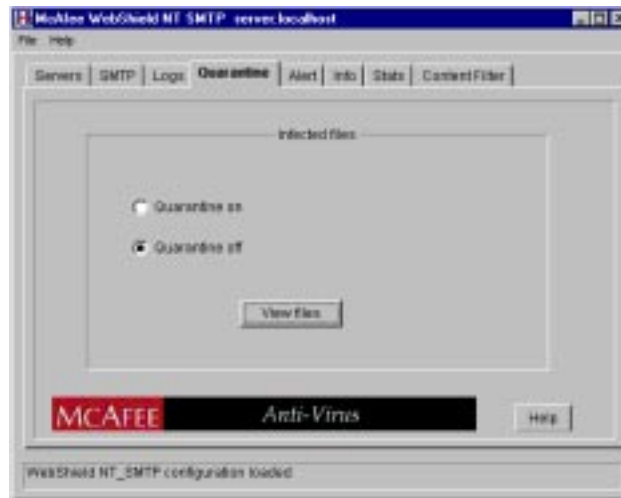 McAfee WebShield NT SMTP server.localhost
File Help
Servers SMTP Logs Quarantine Alert Info Stats Content Filter
Infected files
Quarantine on
Quarantine off
View files
MCAFEE Anti-Virus
Help
WebShield NT_SMTP configuration loaded